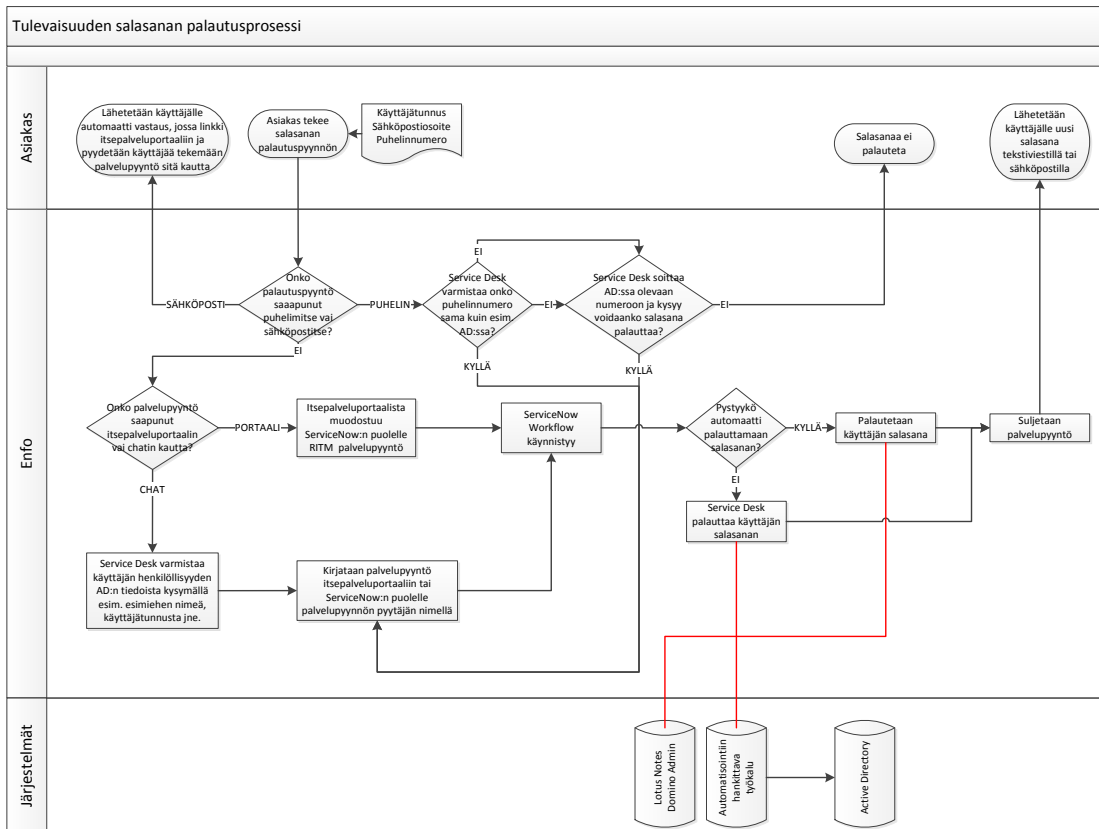 Tulevaisuuden salasanan palautusprosessi
Asiakas
Lähetetään käyttäjälle
automaatti vastaus, jossa linkki
itsepalveluportaaliin ja
pyydetään käyttäjää tekemään
palvelupyyntö sitä kautta
Asiakas tekee
salasanan
palautuspyynnön
Käyttäjätunnus
Sähköpostiosoite
Puhelinnumero
Salasanaa ei
palauteta
Lähetetään
käyttäjälle uusi
salasana
tekstiviestillä tai
sähköpostilla
Enfo
Onko
palautuspyyntö
saaapunut
puhelimitse vai
sähköpostitse?
SÄHKÖPOSTI
PUHELIN
EI
Service Desk
varmistaa onko
puhelinnumero
sama kuin esim.
AD:ssa?
EI
EI
KYLLÄ
Service Desk soittaa
AD:ssa olevaan
numeroon ja kysyy
voidaanko salasana
palauttaa?
EI
KYLLÄ
Onko palvelupyyntö
saapunut
itsepalveluportaalin
vai chatin kautta?
PORTAALI
CHAT
Itsepalveluportaalista
muodostuu
ServiceNow:n puolelle
RITM palvelupyyntö
ServiceNow
Workflow
käynnistyy
Pystyykö
automaatti
palauttamaan
salasanan?
KYLLÄ
EI
Palautetaan
käyttäjän salasana
Suljetaan
palvelupyyntö
Service Desk
palauttaa käyttäjän
salasanan
Service Desk varmistaa
käyttäjän henkilöllisyyden
AD:n tiedoista kysymällä
esim. esimiehen nimeä,
käyttäjätunnusta jne.
Kirjataan palvelupyyntö
itsepalveluportaaliin tai
ServiceNow:n puolelle
palvelupyynnön pyytäjän nimellä
Järjestelmät
Lotus Notes
Domino Admin
Automatisointiin
hankittava
työkalu
Active Directory